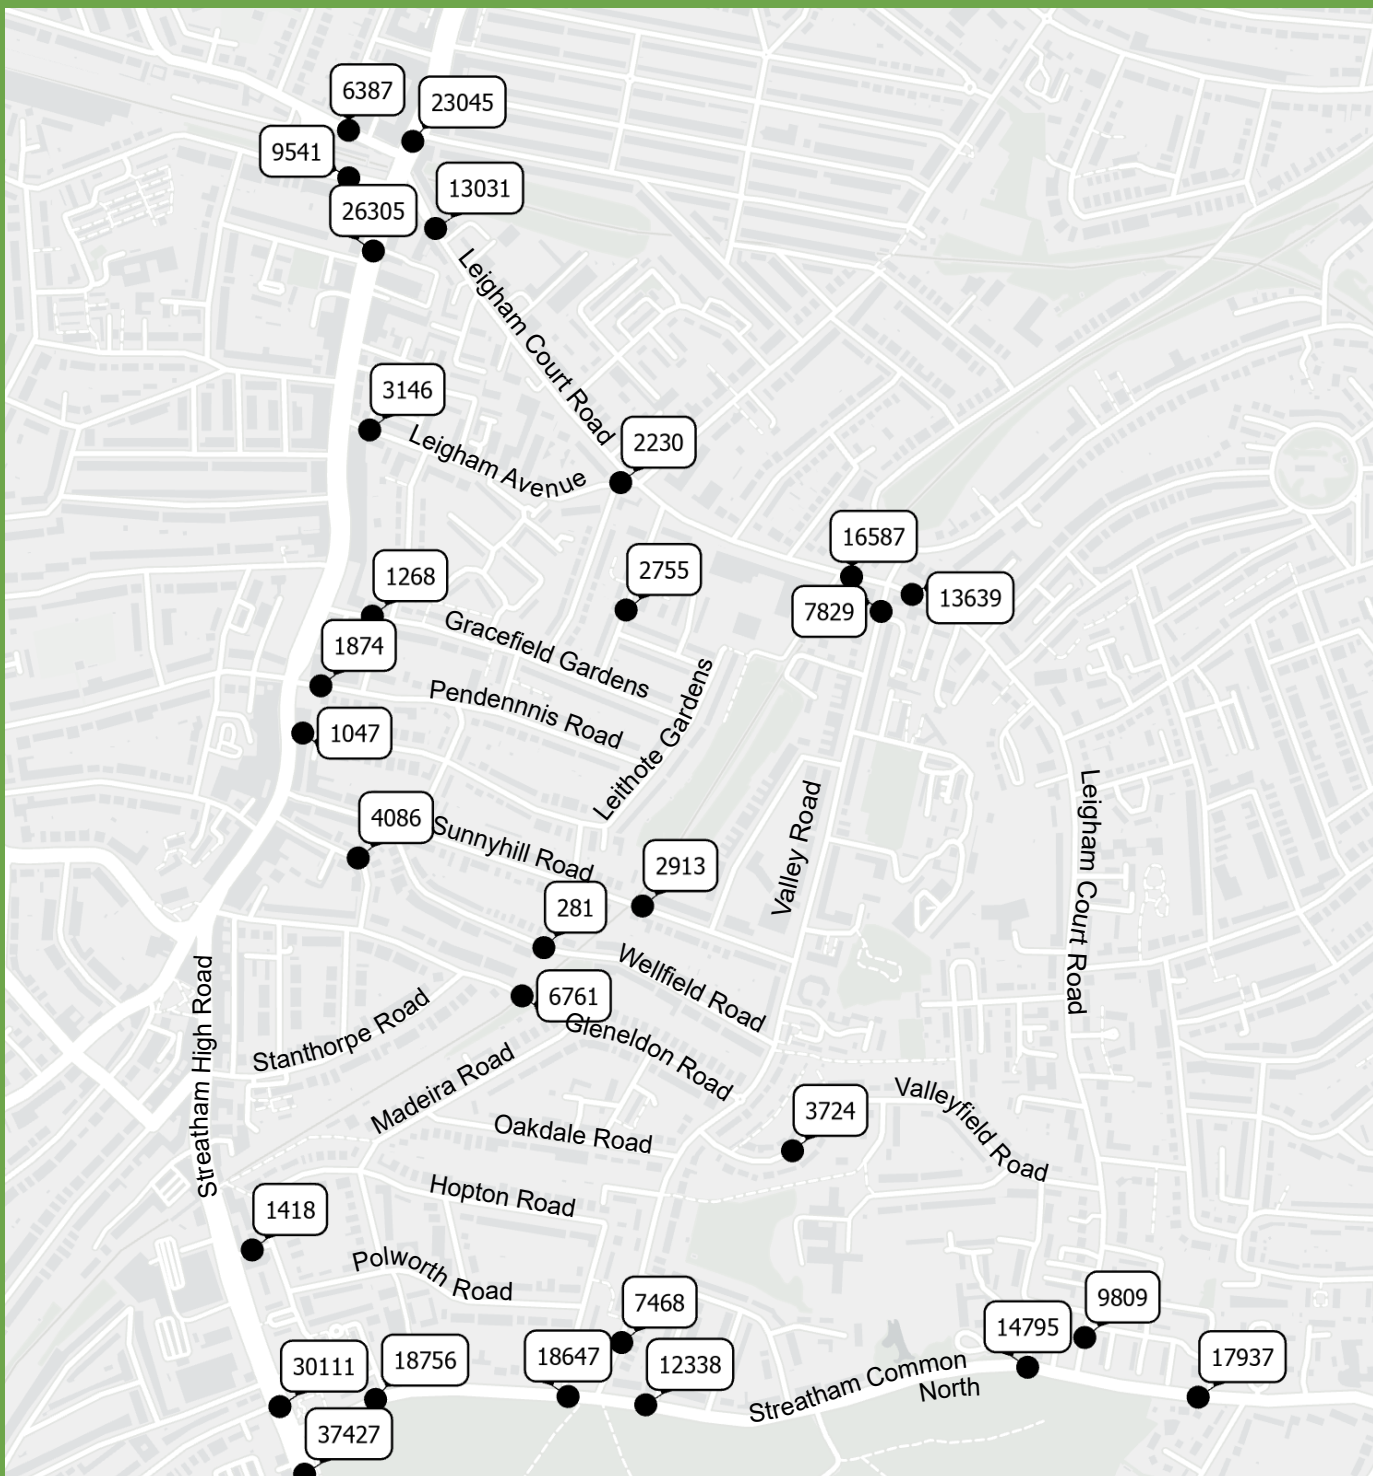 6387
23045
9541
13031
26305
Leigham Court Road
3146
Leigham Avenue
2230
16587
2755
1268
7829
13639
Gracefield Gardens
1874
Pendennnis Road
1047
Leithote Gardens
Valley Road
Leigham Court Road
4086
Sunnyhill Road
2913
281
Wellfield Road
Streatham High Road
6761
Stanthorpe Road
Gleneldon Road
Madeira Road
3724
Valleyfield Road
Oakdale Road
Hopton Road
1418
Polworth Road
7468
9809
14795
30111
18756
18647
12338
17937
Streatham Common
North
37427